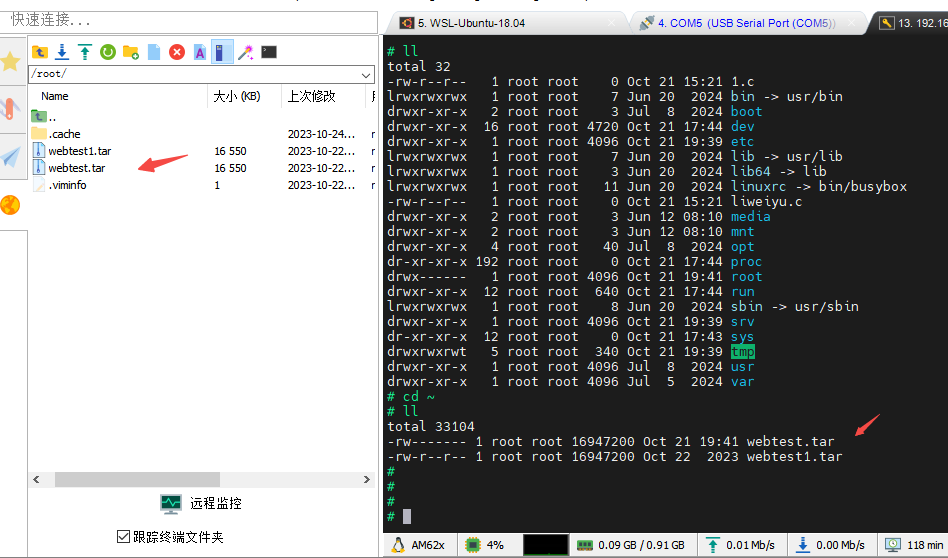 快速连接...
5. WSL-Ubuntu-18.04
4. COM5 (USB Serial Port (COM5))
13. 192.16
/root/
Name 大小 (KB) 上次修改
..
.cache 2023-10-24... r
webtest1.tar 16 550 2023-10-22... r
webtest.tar 16 550 2023-10-22... r
.viminfo 1 2023-10-22... r
远程监控
跟踪终端文件夹
# ll
total 32
-rw-r--r-- 1 root root 0 Oct 21 15:21 1.c
lrwxrwxrwx 1 root root 7 Jun 20 2024 bin -> usr/bin
drwxr-xr-x 2 root root 3 Jul 8 2024 boot
drwxr-xr-x 16 root root 4720 Oct 21 17:44 dev
drwxr-xr-x 1 root root 4096 Oct 21 19:39 etc
lrwxrwxrwx 1 root root 7 Jun 20 2024 lib -> usr/lib
lrwxrwxrwx 1 root root 3 Jun 20 2024 lib64 -> lib
lrwxrwxrwx 1 root root 11 Jun 20 2024 linuxrc -> bin/busybox
-rw-r--r-- 1 root root 0 Oct 21 15:21 liweiyu.c
drwxr-xr-x 2 root root 3 Jun 12 08:10 media
drwxr-xr-x 2 root root 3 Jun 12 08:10 mnt
drwxr-xr-x 4 root root 40 Jul 8 2024 opt
dr-xr-xr-x 192 root root 0 Oct 21 17:44 proc
drwx------ 1 root root 4096 Oct 21 19:41 root
drwxr-xr-x 12 root root 640 Oct 21 17:44 run
lrwxrwxrwx 1 root root 8 Jun 20 2024 sbin -> usr/sbin
drwxr-xr-x 1 root root 4096 Oct 21 19:39 srv
dr-xr-xr-x 12 root root 0 Oct 21 17:43 sys
drwxrwxrwt 5 root root 340 Oct 21 19:39 tmp
drwxr-xr-x 1 root root 4096 Jul 8 2024 usr
drwxr-xr-x 1 root root 4096 Jul 5 2024 var
# cd ~
# ll
total 33104
-rw------- 1 root root 16947200 Oct 21 19:41 webtest.tar
-rw-r--r-- 1 root root 16947200 Oct 22 2023 webtest1.tar
#
#
#
#
AM62x 4% 0.09 GB / 0.91 GB 0.01 Mb/s 0.00 Mb/s 118 min